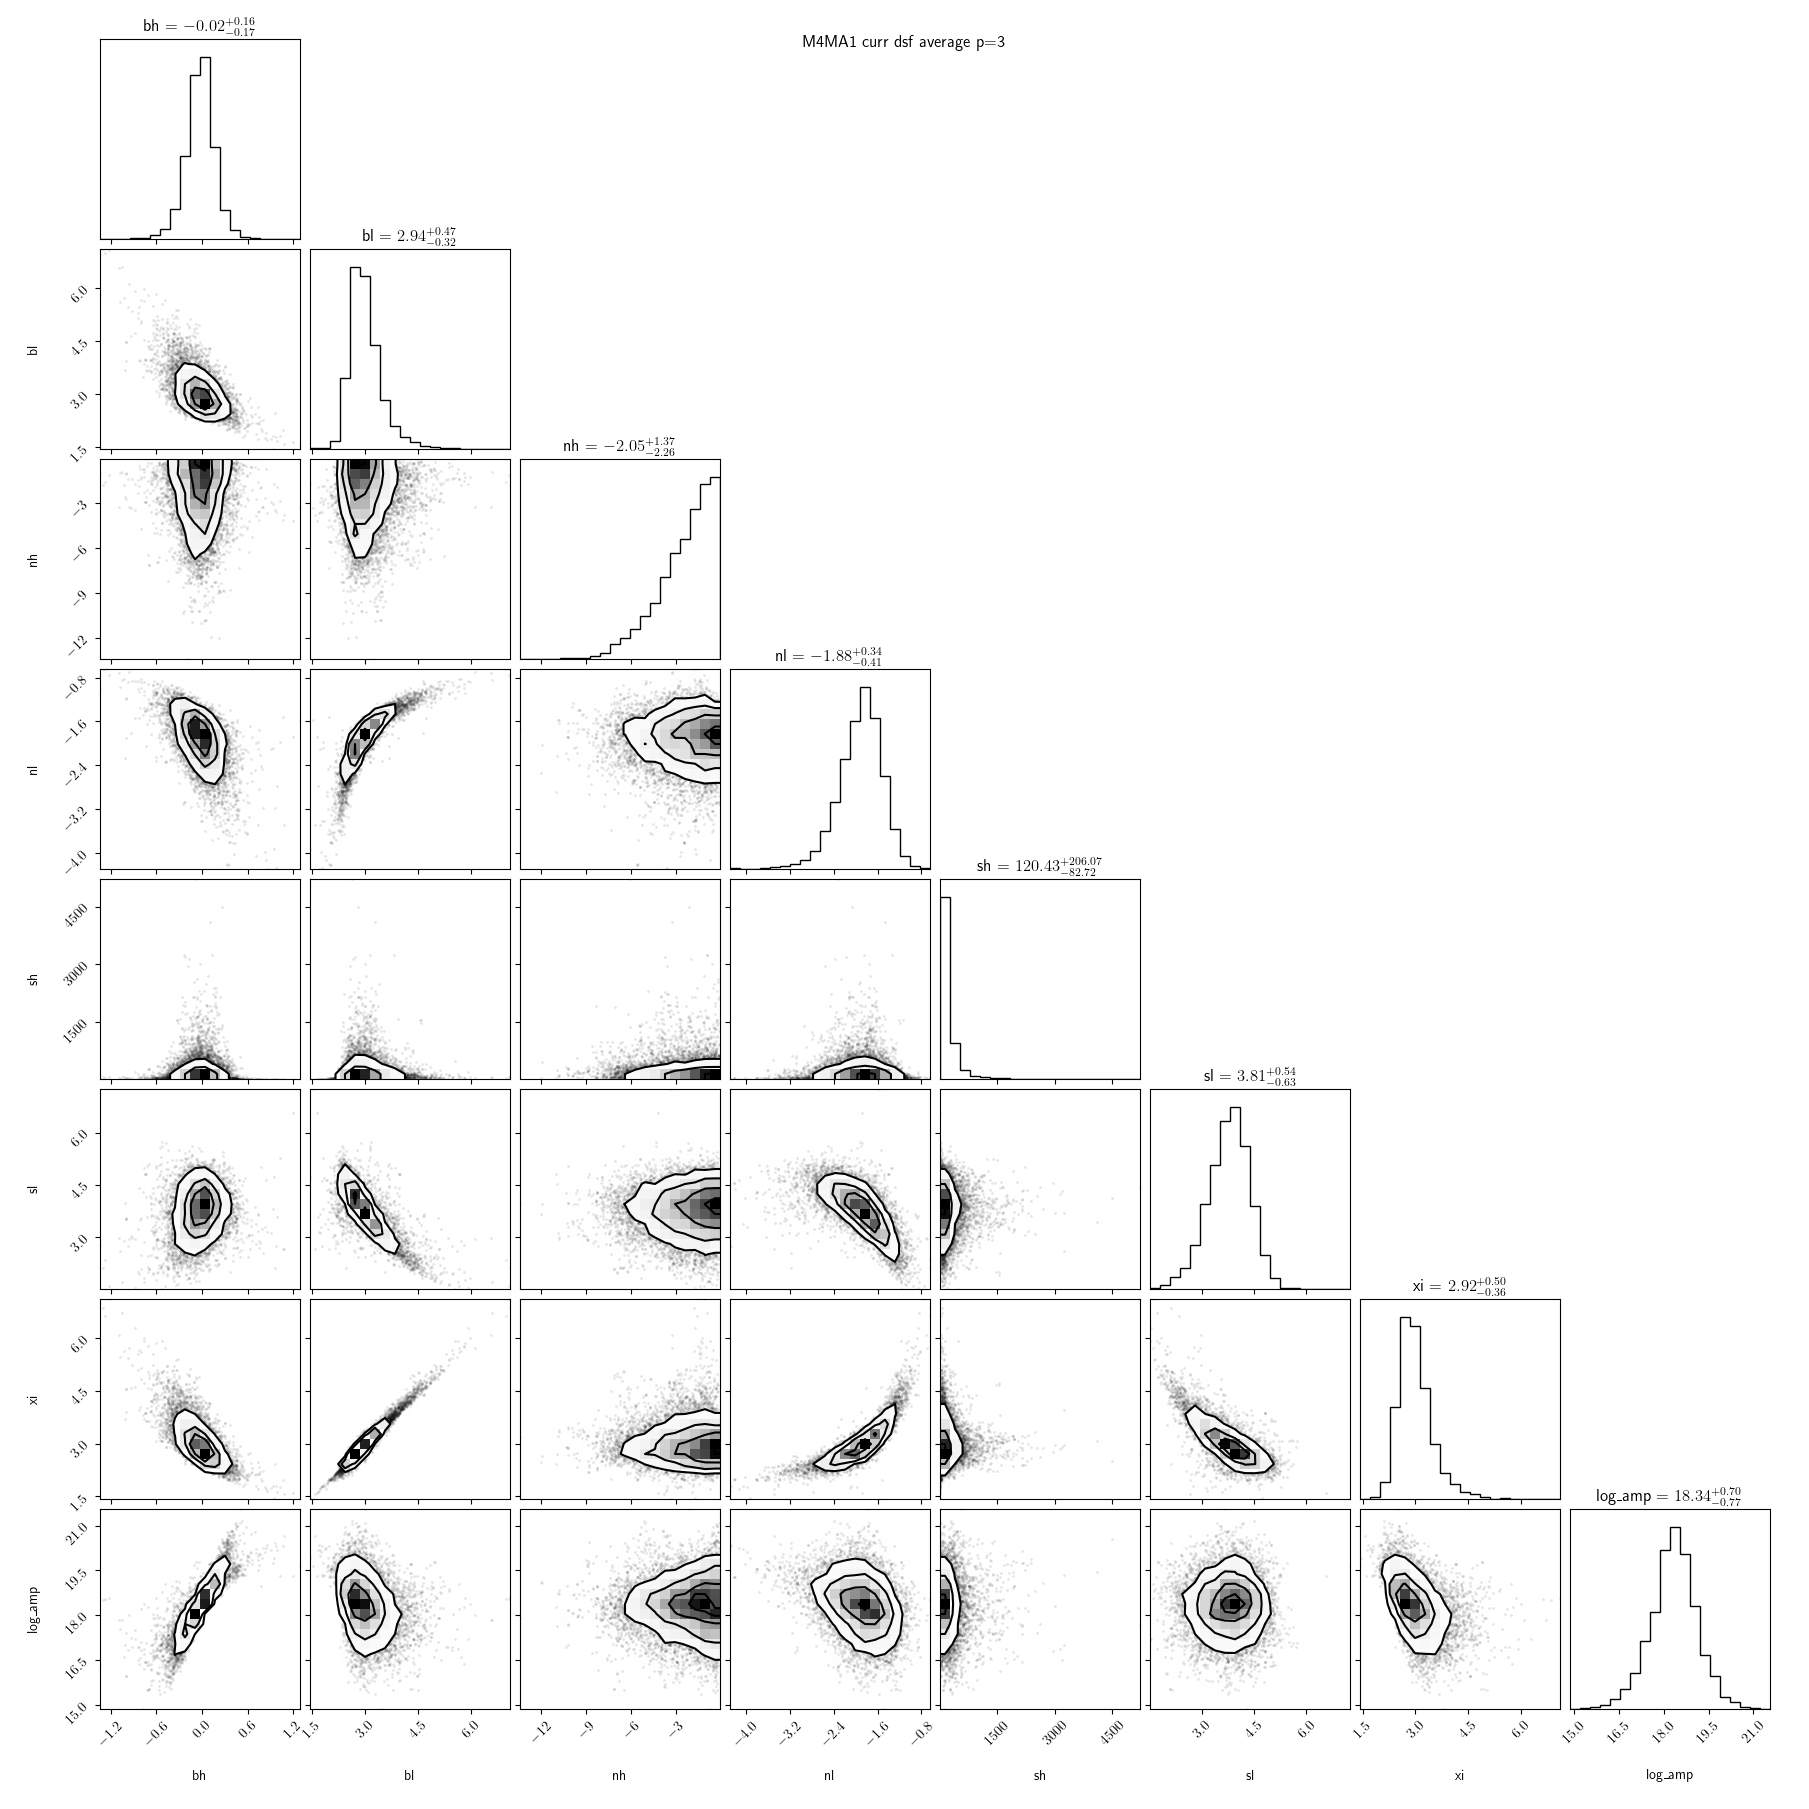 M4MA1 curr dsf average p=3
bh = −0.02^{+0.16}_{−0.17}
bl = 2.94^{+0.47}_{−0.32}
bl
6.0
4.5
3.0
1.5
nh = −2.05^{+1.37}_{−2.26}
nh
−3
−6
−9
−12
nl = −1.88^{+0.34}_{−0.41}
nl
−0.8
−1.6
−2.4
−3.2
−4.0
sh = 120.43^{+206.07}_{−82.72}
sh
4500
3000
1500
sl = 3.81^{+0.54}_{−0.63}
sl
6.0
4.5
3.0
xi = 2.92^{+0.50}_{−0.36}
xi
6.0
4.5
3.0
1.5
log_amp = 18.34^{+0.70}_{−0.77}
log_amp
21.0
19.5
18.0
16.5
15.0
−1.2 −0.6 0.0 0.6 1.2 1.5 3.0 4.5 6.0 −12 −9 −6 −3 −4.0 −3.2 −2.4 −1.6 −0.8 1500 3000 4500 3.0 4.5 6.0 1.5 3.0 4.5 6.0 15.0 16.5 18.0 19.5 21.0
bh bl nh nl sh sl xi log_amp